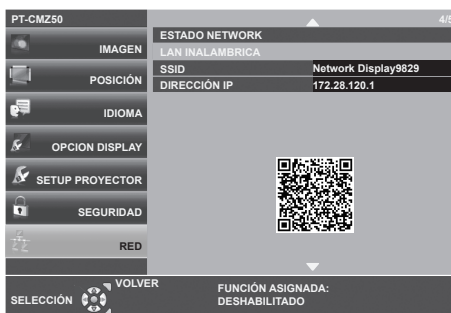 PT-CMZ50
4/5
ESTADO NETWORK
IMAGEN
LAN INALAMBRICA
SSID Network Display9829
POSICIÓN
DIRECCIÓN IP 172.28.120.1
IDIOMA
OPCION DISPLAY
SETUP PROYECTOR
SEGURIDAD
RED
VOLVER
SELECCIÓN
FUNCIÓN ASIGNADA:
DESHABILITADO